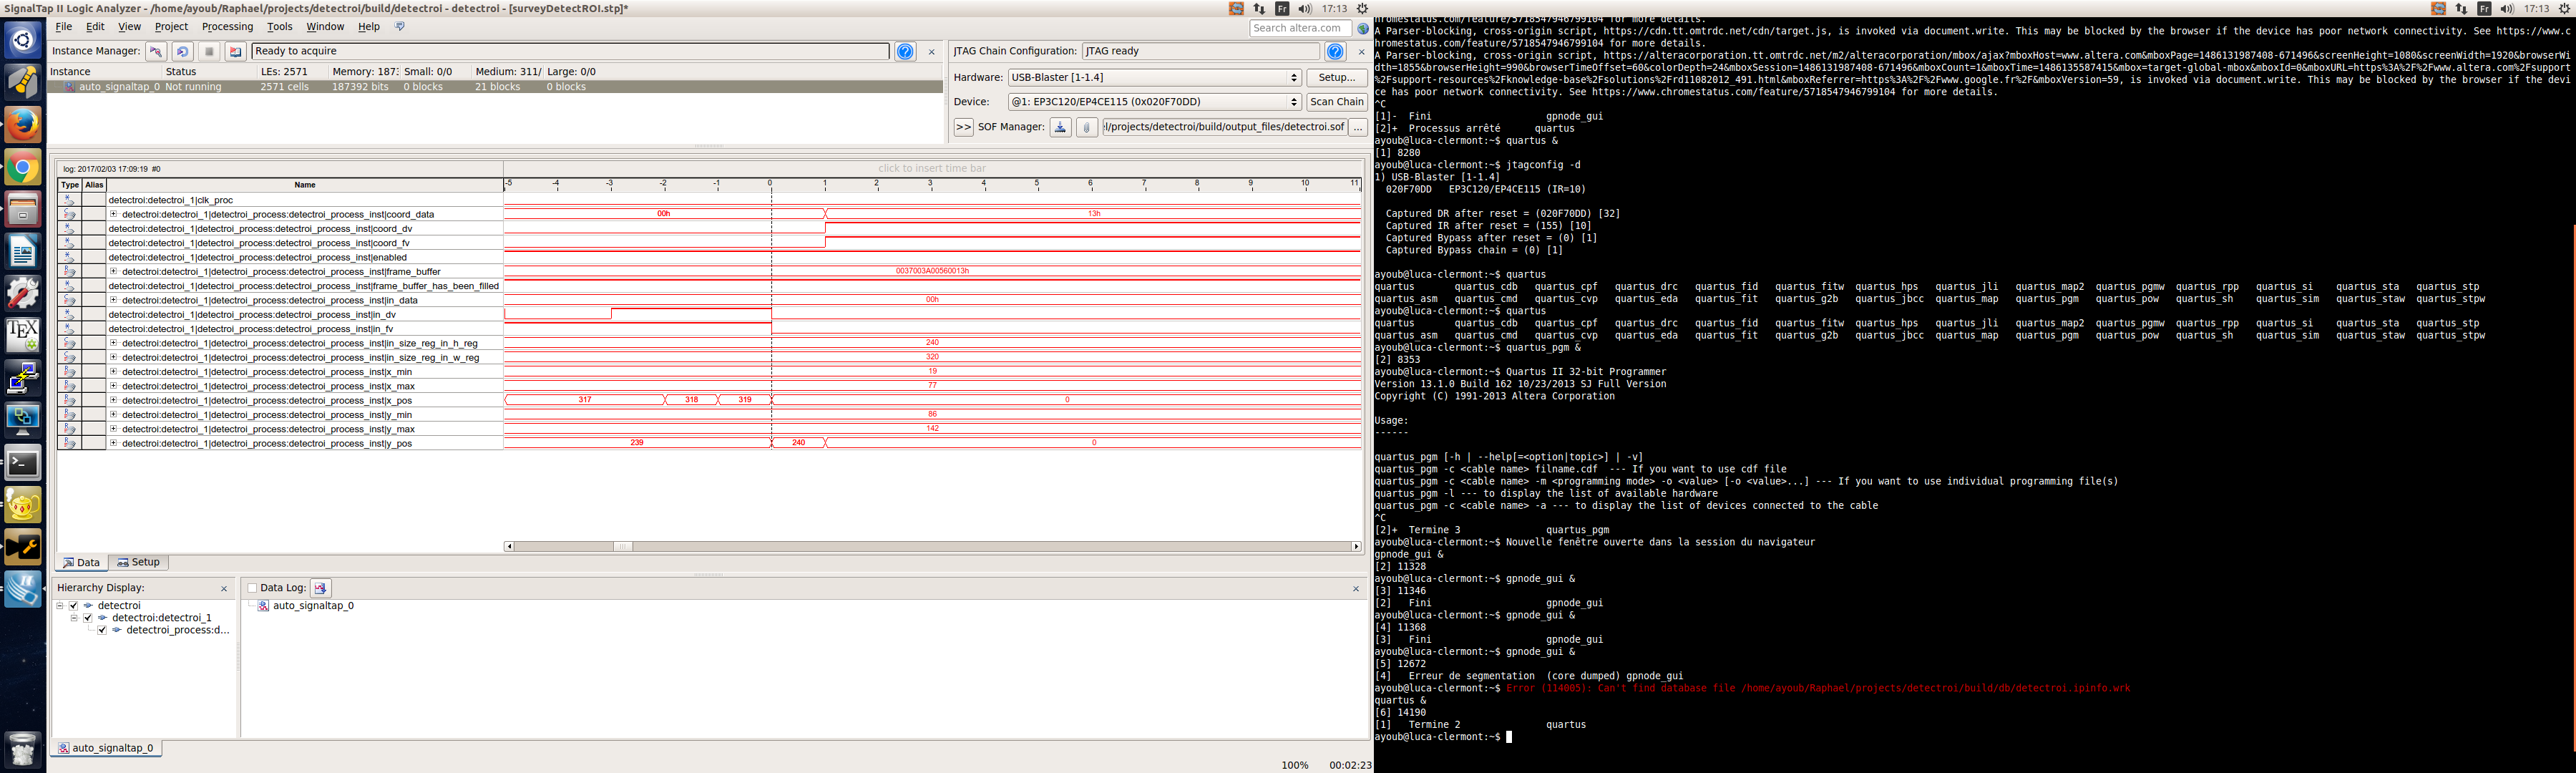 SignalTap II Logic Analyzer - /home/ayoub/Raphael/projects/detectroi/build/detectroi - detectroi - [surveyDetectROI.stp]*
Fr 17:13
Fr 17:13
File Edit View Project Processing Tools Window Help
Search altera.com
Instance Manager: Ready to acquire
Instance Status LEs: 2571 Memory: 187: Small: 0/0 Medium: 311/ Large: 0/0
auto_signaltap_0 Not running 2571 cells 187392 bits 0 blocks 21 blocks 0 blocks
JTAG Chain Configuration: JTAG ready
Hardware: USB-Blaster [1-1.4] Setup...
Device: @1: EP3C120/EP4CE115 (0x020F70DD) Scan Chain
>> SOF Manager: :l/projects/detectroi/build/output_files/detectroi.sof ...
log: 2017/02/03 17:09:19 #0 click to insert time bar
Type Alias Name -5 -4 -3 -2 -1 0 1 2 3 4 5 6 7 8 9 10 11
detectroi:detectroi_1|clk_proc
detectroi:detectroi_1|detectroi_process:detectroi_process_inst|coord_data 00h 13h
detectroi:detectroi_1|detectroi_process:detectroi_process_inst|coord_dv
detectroi:detectroi_1|detectroi_process:detectroi_process_inst|coord_fv
detectroi:detectroi_1|detectroi_process:detectroi_process_inst|enabled
detectroi:detectroi_1|detectroi_process:detectroi_process_inst|frame_buffer 0037003A00560013h
detectroi:detectroi_1|detectroi_process:detectroi_process_inst|frame_buffer_has_been_filled
detectroi:detectroi_1|detectroi_process:detectroi_process_inst|in_data 00h
detectroi:detectroi_1|detectroi_process:detectroi_process_inst|in_dv
detectroi:detectroi_1|detectroi_process:detectroi_process_inst|in_fv
detectroi:detectroi_1|detectroi_process:detectroi_process_inst|in_size_reg_in_h_reg 240
detectroi:detectroi_1|detectroi_process:detectroi_process_inst|in_size_reg_in_w_reg 320
detectroi:detectroi_1|detectroi_process:detectroi_process_inst|x_min 19
detectroi:detectroi_1|detectroi_process:detectroi_process_inst|x_max 77
detectroi:detectroi_1|detectroi_process:detectroi_process_inst|x_pos 317 318 319 0
detectroi:detectroi_1|detectroi_process:detectroi_process_inst|y_min 86
detectroi:detectroi_1|detectroi_process:detectroi_process_inst|y_max 142
detectroi:detectroi_1|detectroi_process:detectroi_process_inst|y_pos 239 240 0
Data Setup
Hierarchy Display:
detectroi
detectroi:detectroi_1
detectroi_process:d...
Data Log:
auto_signaltap_0
auto_signaltap_0
100% 00:02:23
hromestatus.com/feature/5718547946799104 for more details.
A Parser-blocking, cross-origin script, https://cdn.tt.omtrdc.net/cdn/target.js, is invoked via document.write. This may be blocked by the browser if the device has poor network connectivity. See https://www.c
hromestatus.com/feature/5718547946799104 for more details.
A Parser-blocking, cross-origin script, https://alteracorporation.tt.omtrdc.net/m2/alteracorporation/mbox/ajax?mboxHost=www.altera.com&mboxPage=1486131987408-671496&screenHeight=1080&screenWidth=1920&browserWi
dth=1855&browserHeight=990&browserTimeOffset=60&colorDepth=24&mboxSession=1486131987408-671496&mboxCount=1&mboxTime=1486135587415&mbox=target-global-mbox&mboxId=0&mboxURL=https%3A%2F%2Fwww.altera.com%2Fsupport
%2Fsupport-resources%2Fknowledge-base%2Fsolutions%2Frd11082012_491.html&mboxReferrer=https%3A%2F%2Fwww.google.fr%2F&mboxVersion=59, is invoked via document.write. This may be blocked by the browser if the devi
ce has poor network connectivity. See https://www.chromestatus.com/feature/5718547946799104 for more details.
^C
[1]- Fini gpnode_gui
[2]+ Processus arrêté quartus
ayoub@luca-clermont:~$ quartus &
[1] 8280
ayoub@luca-clermont:~$ jtagconfig -d
1) USB-Blaster [1-1.4]
020F70DD EP3C120/EP4CE115 (IR=10)
Captured DR after reset = (020F70DD) [32]
Captured IR after reset = (155) [10]
Captured Bypass after reset = (0) [1]
Captured Bypass chain = (0) [1]
ayoub@luca-clermont:~$ quartus
quartus quartus_cdb quartus_cpf quartus_drc quartus_fid quartus_fitw quartus_hps quartus_jli quartus_map2 quartus_pgmw quartus_rpp quartus_si quartus_sta quartus_stp
quartus_asm quartus_cmd quartus_cvp quartus_eda quartus_fit quartus_g2b quartus_jbcc quartus_map quartus_pgm quartus_pow quartus_sh quartus_sim quartus_staw quartus_stpw
ayoub@luca-clermont:~$ quartus
quartus quartus_cdb quartus_cpf quartus_drc quartus_fid quartus_fitw quartus_hps quartus_jli quartus_map2 quartus_pgmw quartus_rpp quartus_si quartus_sta quartus_stp
quartus_asm quartus_cmd quartus_cvp quartus_eda quartus_fit quartus_g2b quartus_jbcc quartus_map quartus_pgm quartus_pow quartus_sh quartus_sim quartus_staw quartus_stpw
ayoub@luca-clermont:~$ quartus_pgm &
[2] 8353
ayoub@luca-clermont:~$ Quartus II 32-bit Programmer
Version 13.1.0 Build 162 10/23/2013 SJ Full Version
Copyright (C) 1991-2013 Altera Corporation
Usage:
------
quartus_pgm [-h | --help[=<option|topic>] | -v]
quartus_pgm -c <cable name> filname.cdf --- If you want to use cdf file
quartus_pgm -c <cable name> -m <programming mode> -o <value> [-o <value>...] --- If you want to use individual programming file(s)
quartus_pgm -l --- to display the list of available hardware
quartus_pgm -c <cable name> -a --- to display the list of devices connected to the cable
^C
[2]+ Termine 3 quartus_pgm
ayoub@luca-clermont:~$ Nouvelle fenêtre ouverte dans la session du navigateur
gpnode_gui &
[2] 11328
ayoub@luca-clermont:~$ gpnode_gui &
[3] 11346
[2] Fini gpnode_gui
ayoub@luca-clermont:~$ gpnode_gui &
[4] 11368
[3] Fini gpnode_gui
ayoub@luca-clermont:~$ gpnode_gui &
[5] 12672
[4] Erreur de segmentation (core dumped) gpnode_gui
ayoub@luca-clermont:~$ Error (114005): Can't find database file /home/ayoub/Raphael/projects/detectroi/build/db/detectroi.ipinfo.wrk
quartus &
[6] 14190
[1] Termine 2 quartus
ayoub@luca-clermont:~$